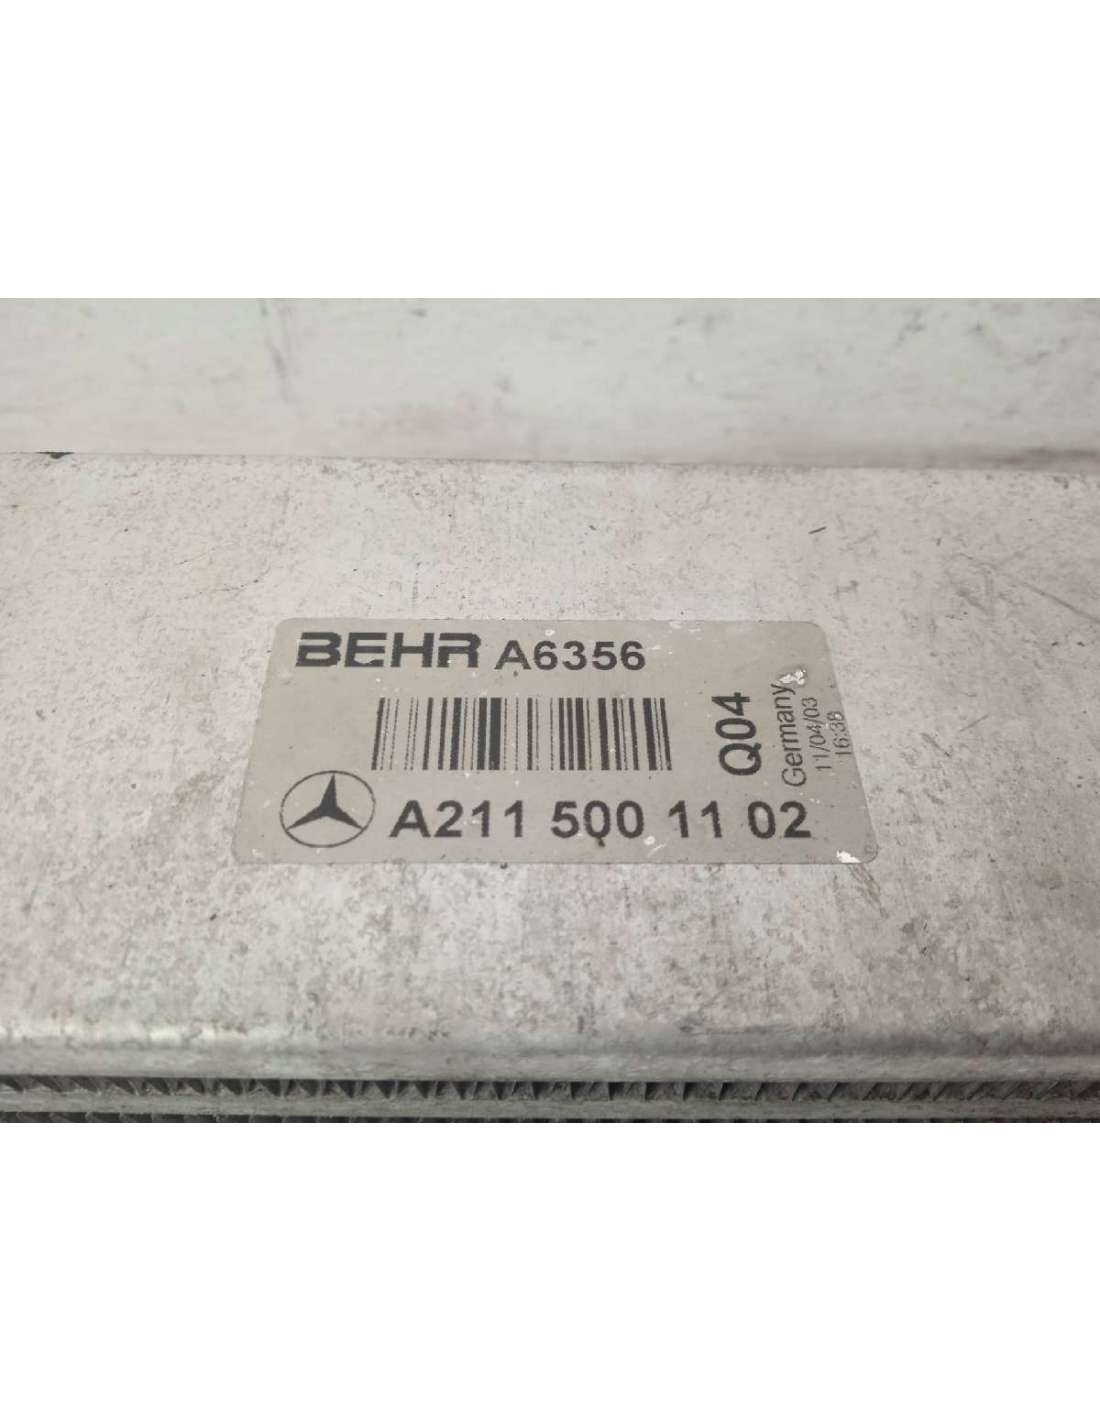 BEHR A6356
A211 500 11 02
Q04
Germany
11/04/03
16:38